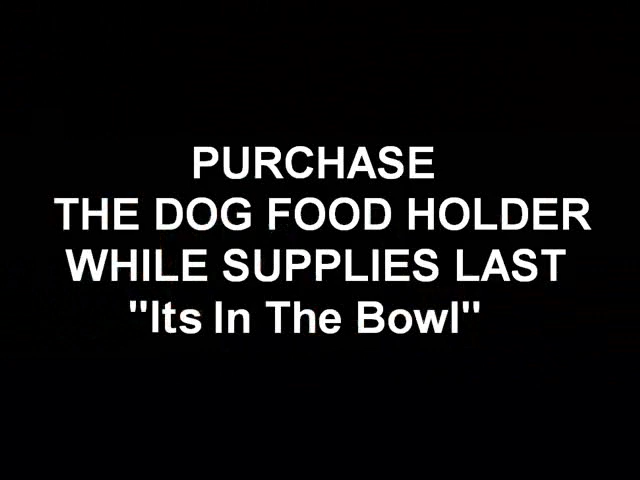 PURCHASE
THE DOG FOOD HOLDER
WHILE SUPPLIES LAST
"Its In The Bowl"